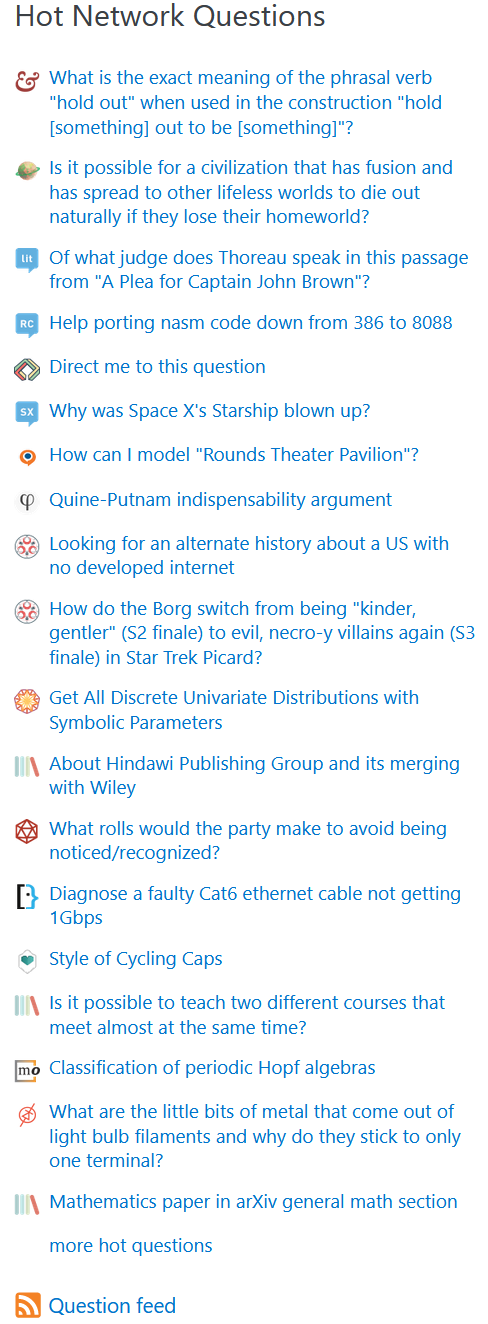 Hot Network Questions
What is the exact meaning of the phrasal verb
"hold out" when used in the construction "hold
[something] out to be [something]"?
Is it possible for a civilization that has fusion and
has spread to other lifeless worlds to die out
naturally if they lose their homeworld?
lit
Of what judge does Thoreau speak in this passage
from "A Plea for Captain John Brown"?
RC
Help porting nasm code down from 386 to 8088
Direct me to this question
SX
Why was Space X's Starship blown up?
How can I model "Rounds Theater Pavilion"?
φ
Quine-Putnam indispensability argument
Looking for an alternate history about a US with
no developed internet
How do the Borg switch from being "kinder,
gentler" (S2 finale) to evil, necro-y villains again (S3
finale) in Star Trek Picard?
Get All Discrete Univariate Distributions with
Symbolic Parameters
About Hindawi Publishing Group and its merging
with Wiley
What rolls would the party make to avoid being
noticed/recognized?
Diagnose a faulty Cat6 ethernet cable not getting
1Gbps
Style of Cycling Caps
Is it possible to teach two different courses that
meet almost at the same time?
mo
Classification of periodic Hopf algebras
What are the little bits of metal that come out of
light bulb filaments and why do they stick to only
one terminal?
Mathematics paper in arXiv general math section
more hot questions
Question feed